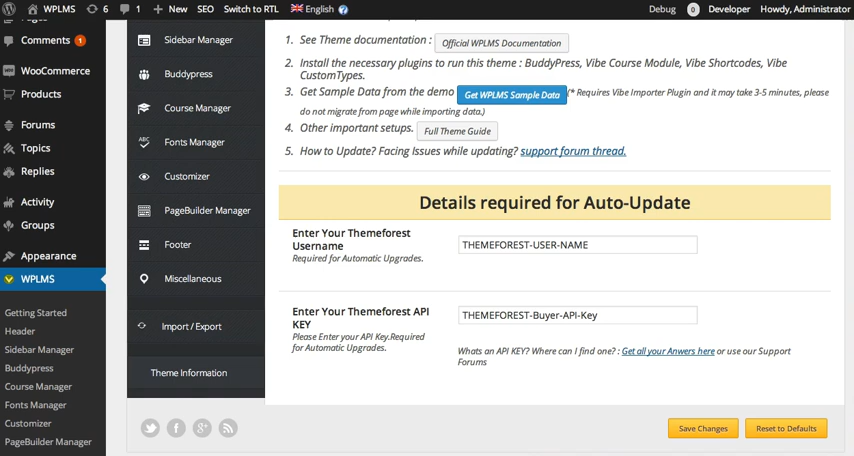 WPLMS 6 1 New SEO Switch to RTL English Debug 0 Developer Howdy, Administrator
Comments 1
WooCommerce
Products
Forums
Topics
Replies
Activity
Groups
Appearance
WPLMS
Getting Started
Header
Sidebar Manager
Buddypress
Course Manager
Fonts Manager
Customizer
PageBuilder Manager
Sidebar Manager
Buddypress
Course Manager
ABC
Fonts Manager
Customizer
PageBuilder Manager
Footer
Miscellaneous
Import / Export
Theme Information
1. See Theme documentation : Official WPLMS Documentation
2. Install the necessary plugins to run this theme : BuddyPress, Vibe Course Module, Vibe Shortcodes, Vibe
CustomTypes.
3. Get Sample Data from the demo Get WPLMS Sample Data (* Requires Vibe Importer Plugin and it may take 3-5 minutes, please
do not migrate from page while importing data.)
4. Other important setups. Full Theme Guide
5. How to Update? Facing Issues while updating? support forum thread.
Details required for Auto-Update
Enter Your Themeforest
Username
Required for Automatic Upgrades.
THEMEFOREST-USER-NAME
Enter Your Themeforest API
KEY
Please Enter your API Key.Required
for Automatic Upgrades.
THEMEFOREST-Buyer-API-Key
Whats an API KEY? Where can I find one? : Get all your Anwers here or use our Support
Forums
Save Changes Reset to Defaults